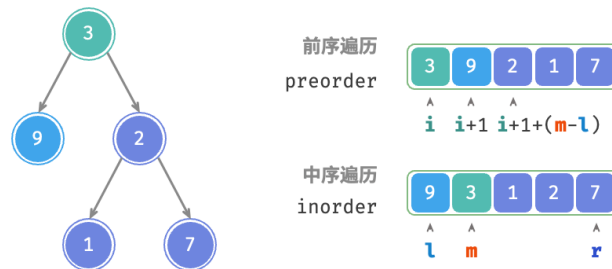 3
9
2
1
7
前序遍历
preorder
3 9 2 1 7
i i+1 i+1+(m-l)
中序遍历
inorder
9 3 1 2 7
l m r